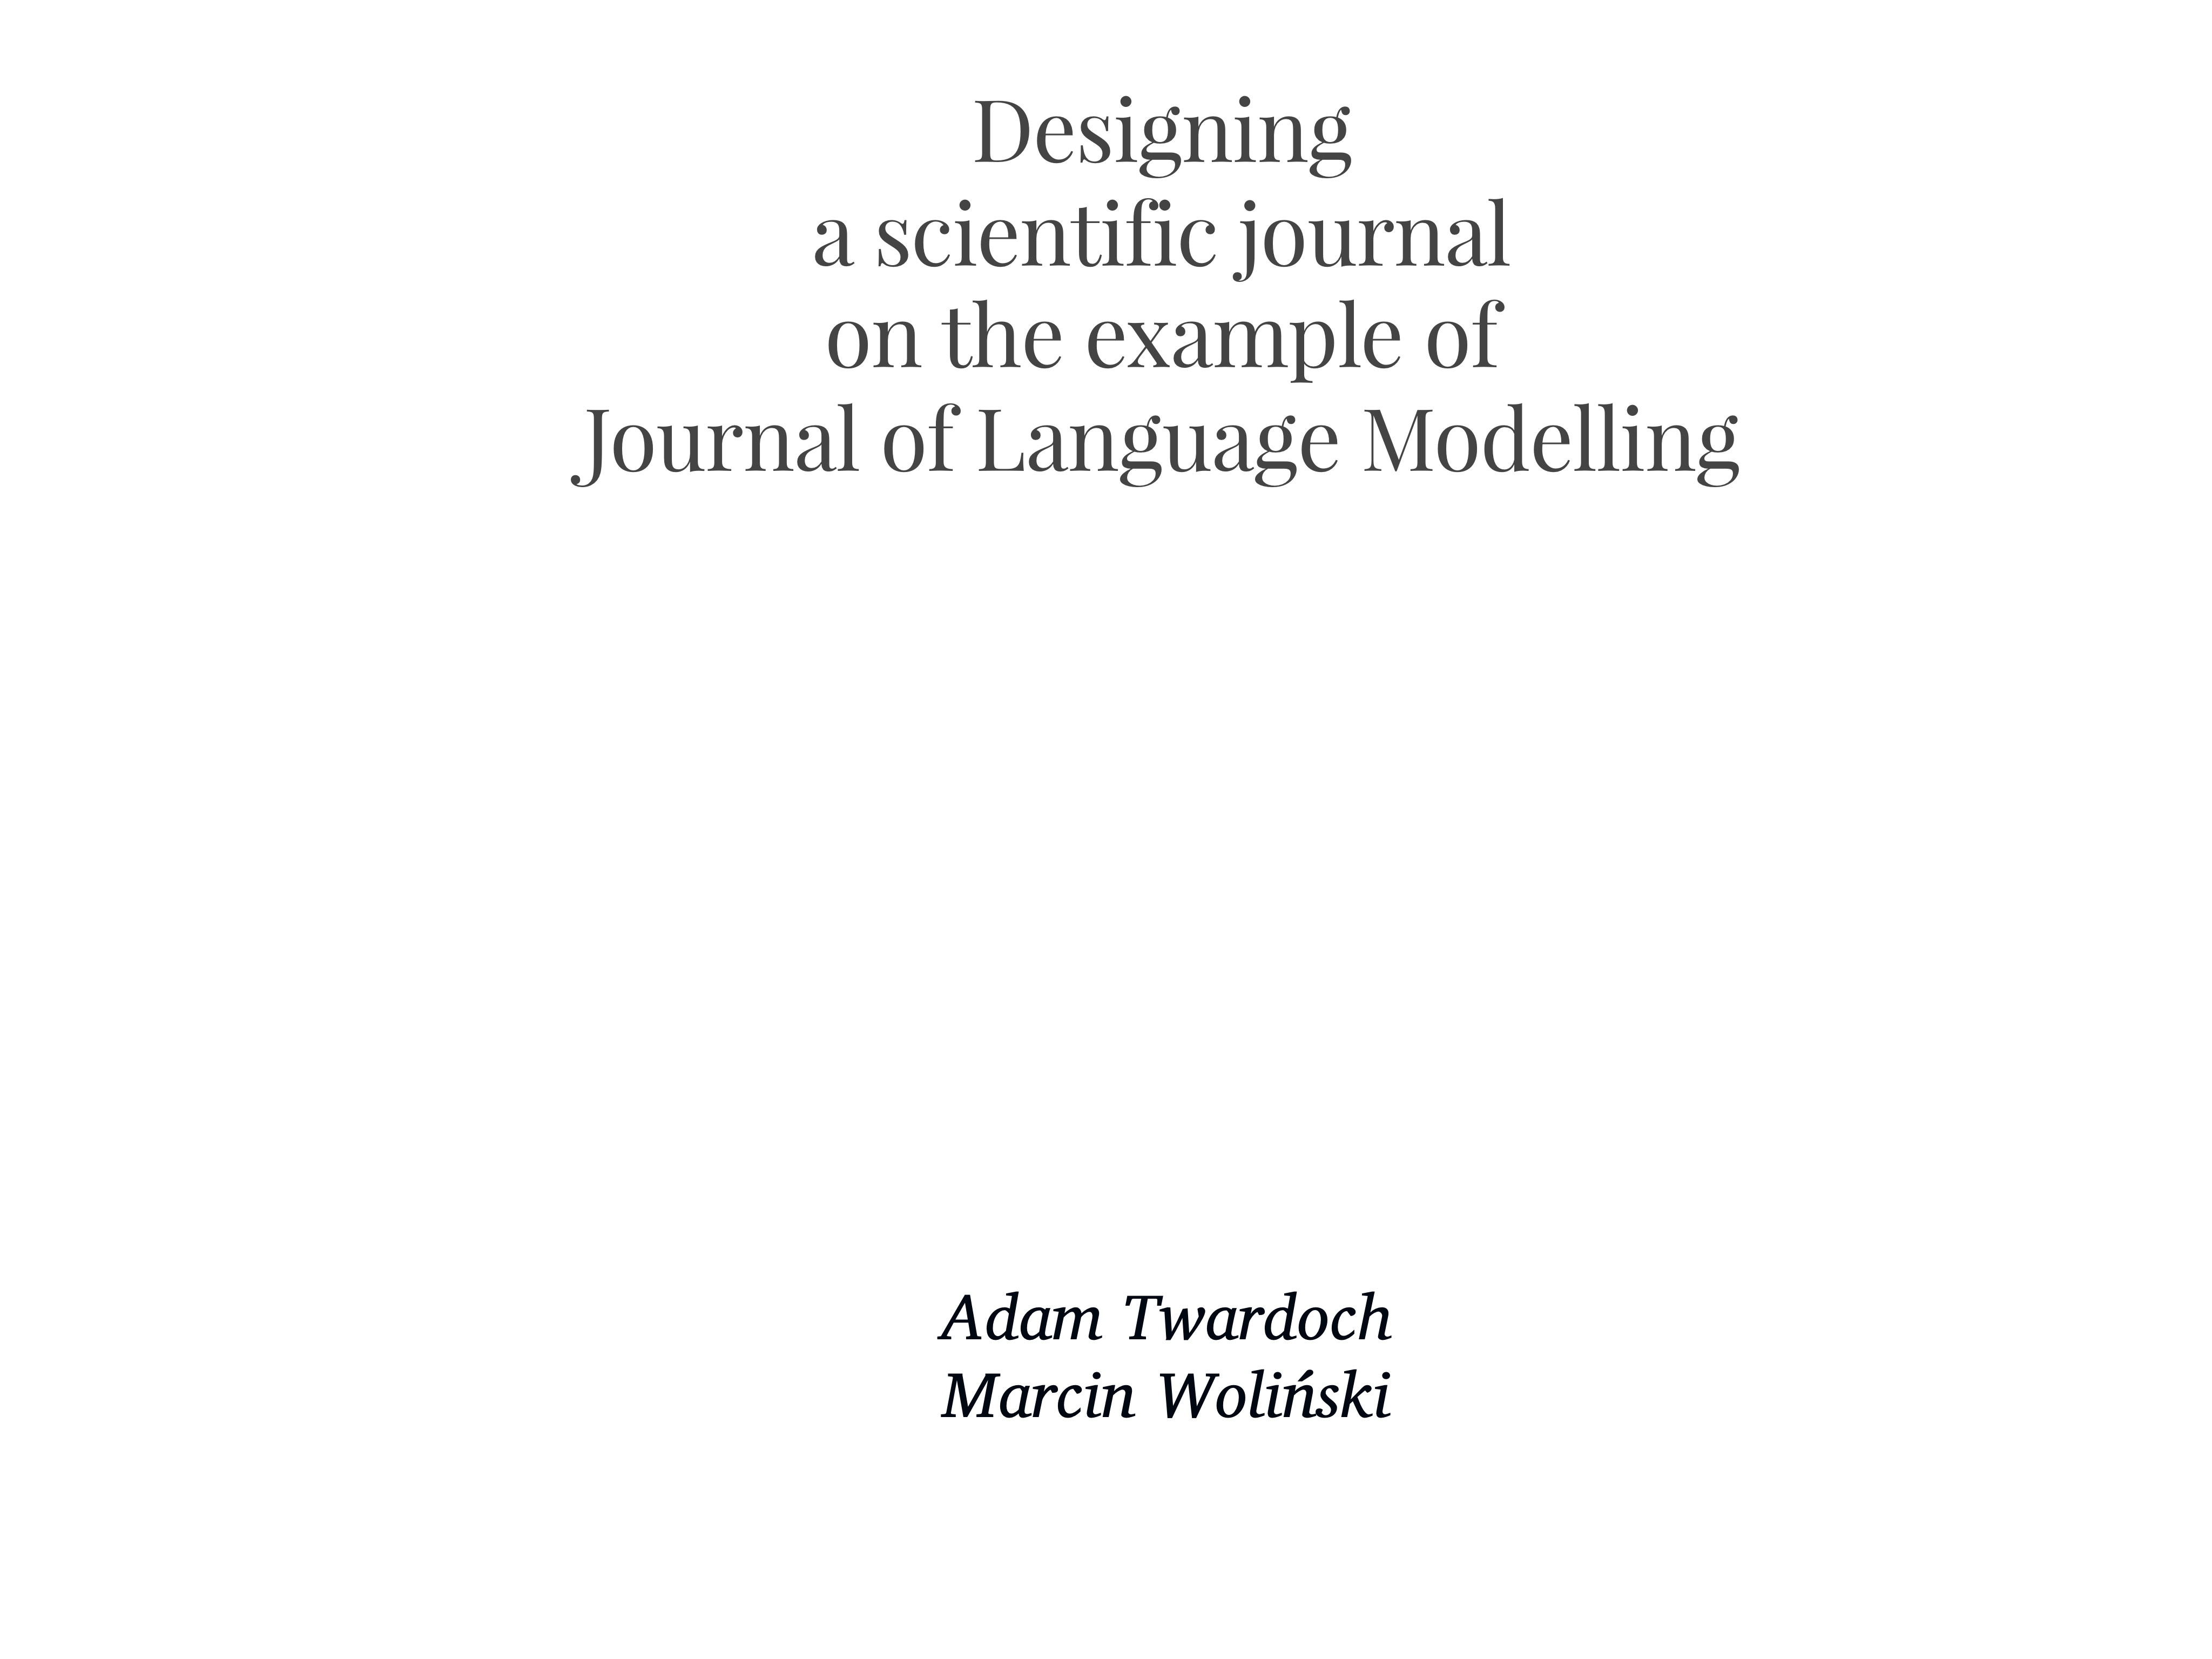 Designing
a scientific journal
on the example of
Journal of Language Modelling
Adam Twardoch
Marcin Woliński